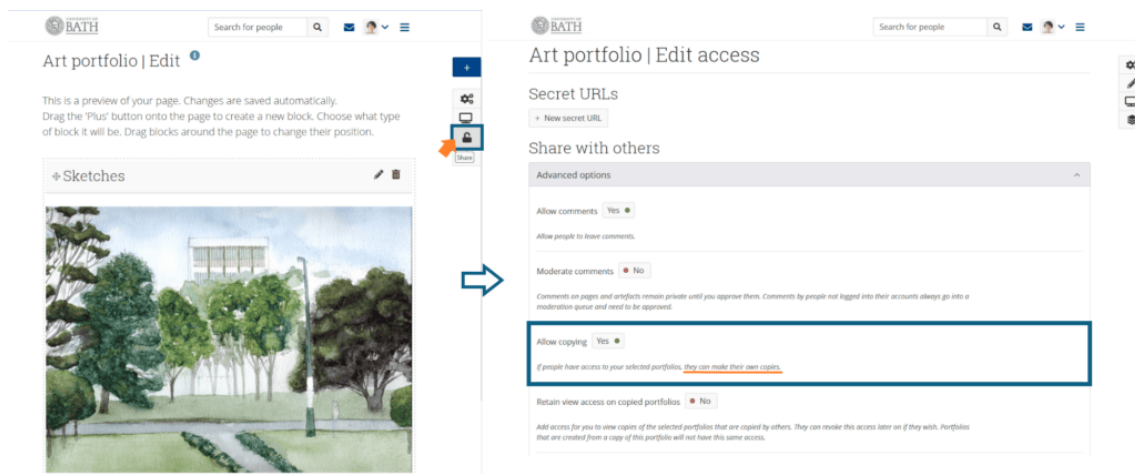 UNIVERSITY OF
BATH
Search for people
Art portfolio | Edit
This is a preview of your page. Changes are saved automatically.
Drag the 'Plus' button onto the page to create a new block. Choose what type
of block it will be. Drag blocks around the page to change their position.
Share
Sketches
UNIVERSITY OF
BATH
Search for people
Art portfolio | Edit access
Secret URLs
+ New secret URL
Share with others
Advanced options
Allow comments Yes
Allow people to leave comments.
Moderate comments No
Comments on pages and artefacts remain private until you approve them. Comments by people not logged into their accounts always go into a
moderation queue and need to be approved.
Allow copying Yes
If people have access to your selected portfolios, they can make their own copies.
Retain view access on copied portfolios No
Add access for you to view copies of the selected portfolios that are copied by others. They can revoke this access later on if they wish. Portfolios
that are created from a copy of this portfolio will not have this same access.